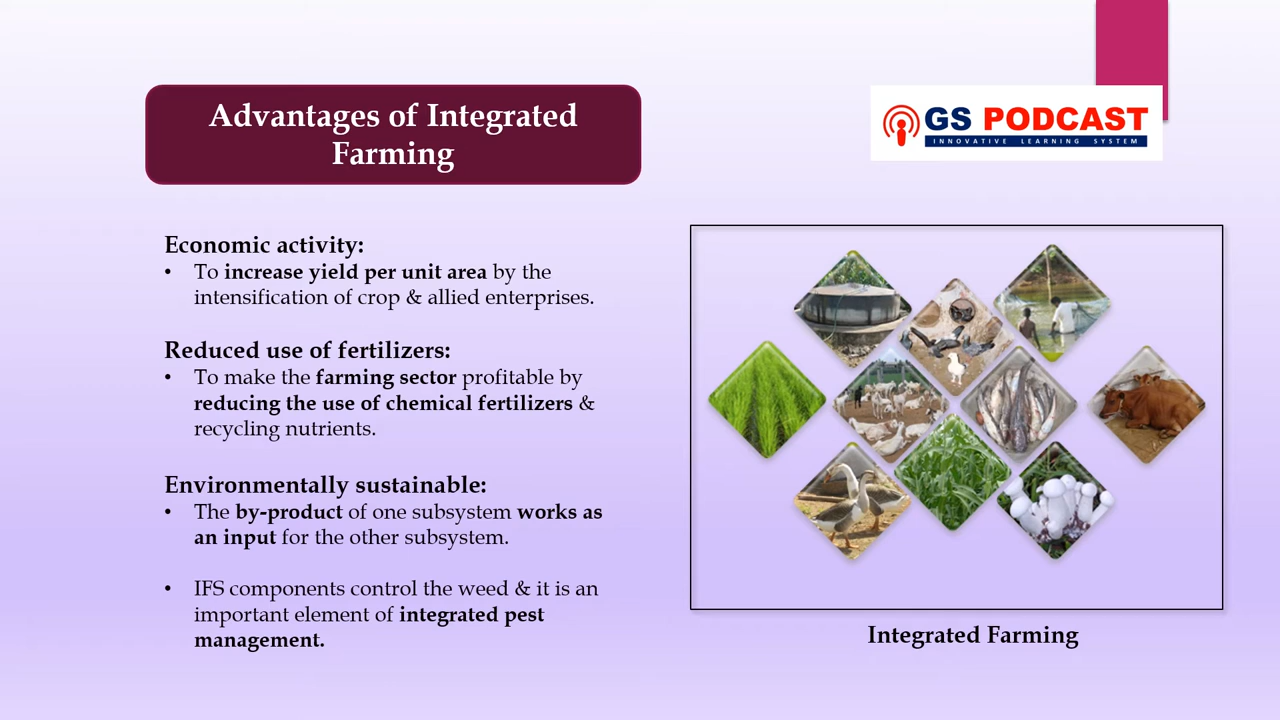 Advantages of Integrated
Farming
GS PODCAST
INNOVATIVE LEARNING SYSTEM
Economic activity:
• To increase yield per unit area by the
intensification of crop & allied enterprises.
Reduced use of fertilizers:
• To make the farming sector profitable by
reducing the use of chemical fertilizers &
recycling nutrients.
Environmentally sustainable:
• The by-product of one subsystem works as
an input for the other subsystem.
• IFS components control the weed & it is an
important element of integrated pest
management.
Integrated Farming